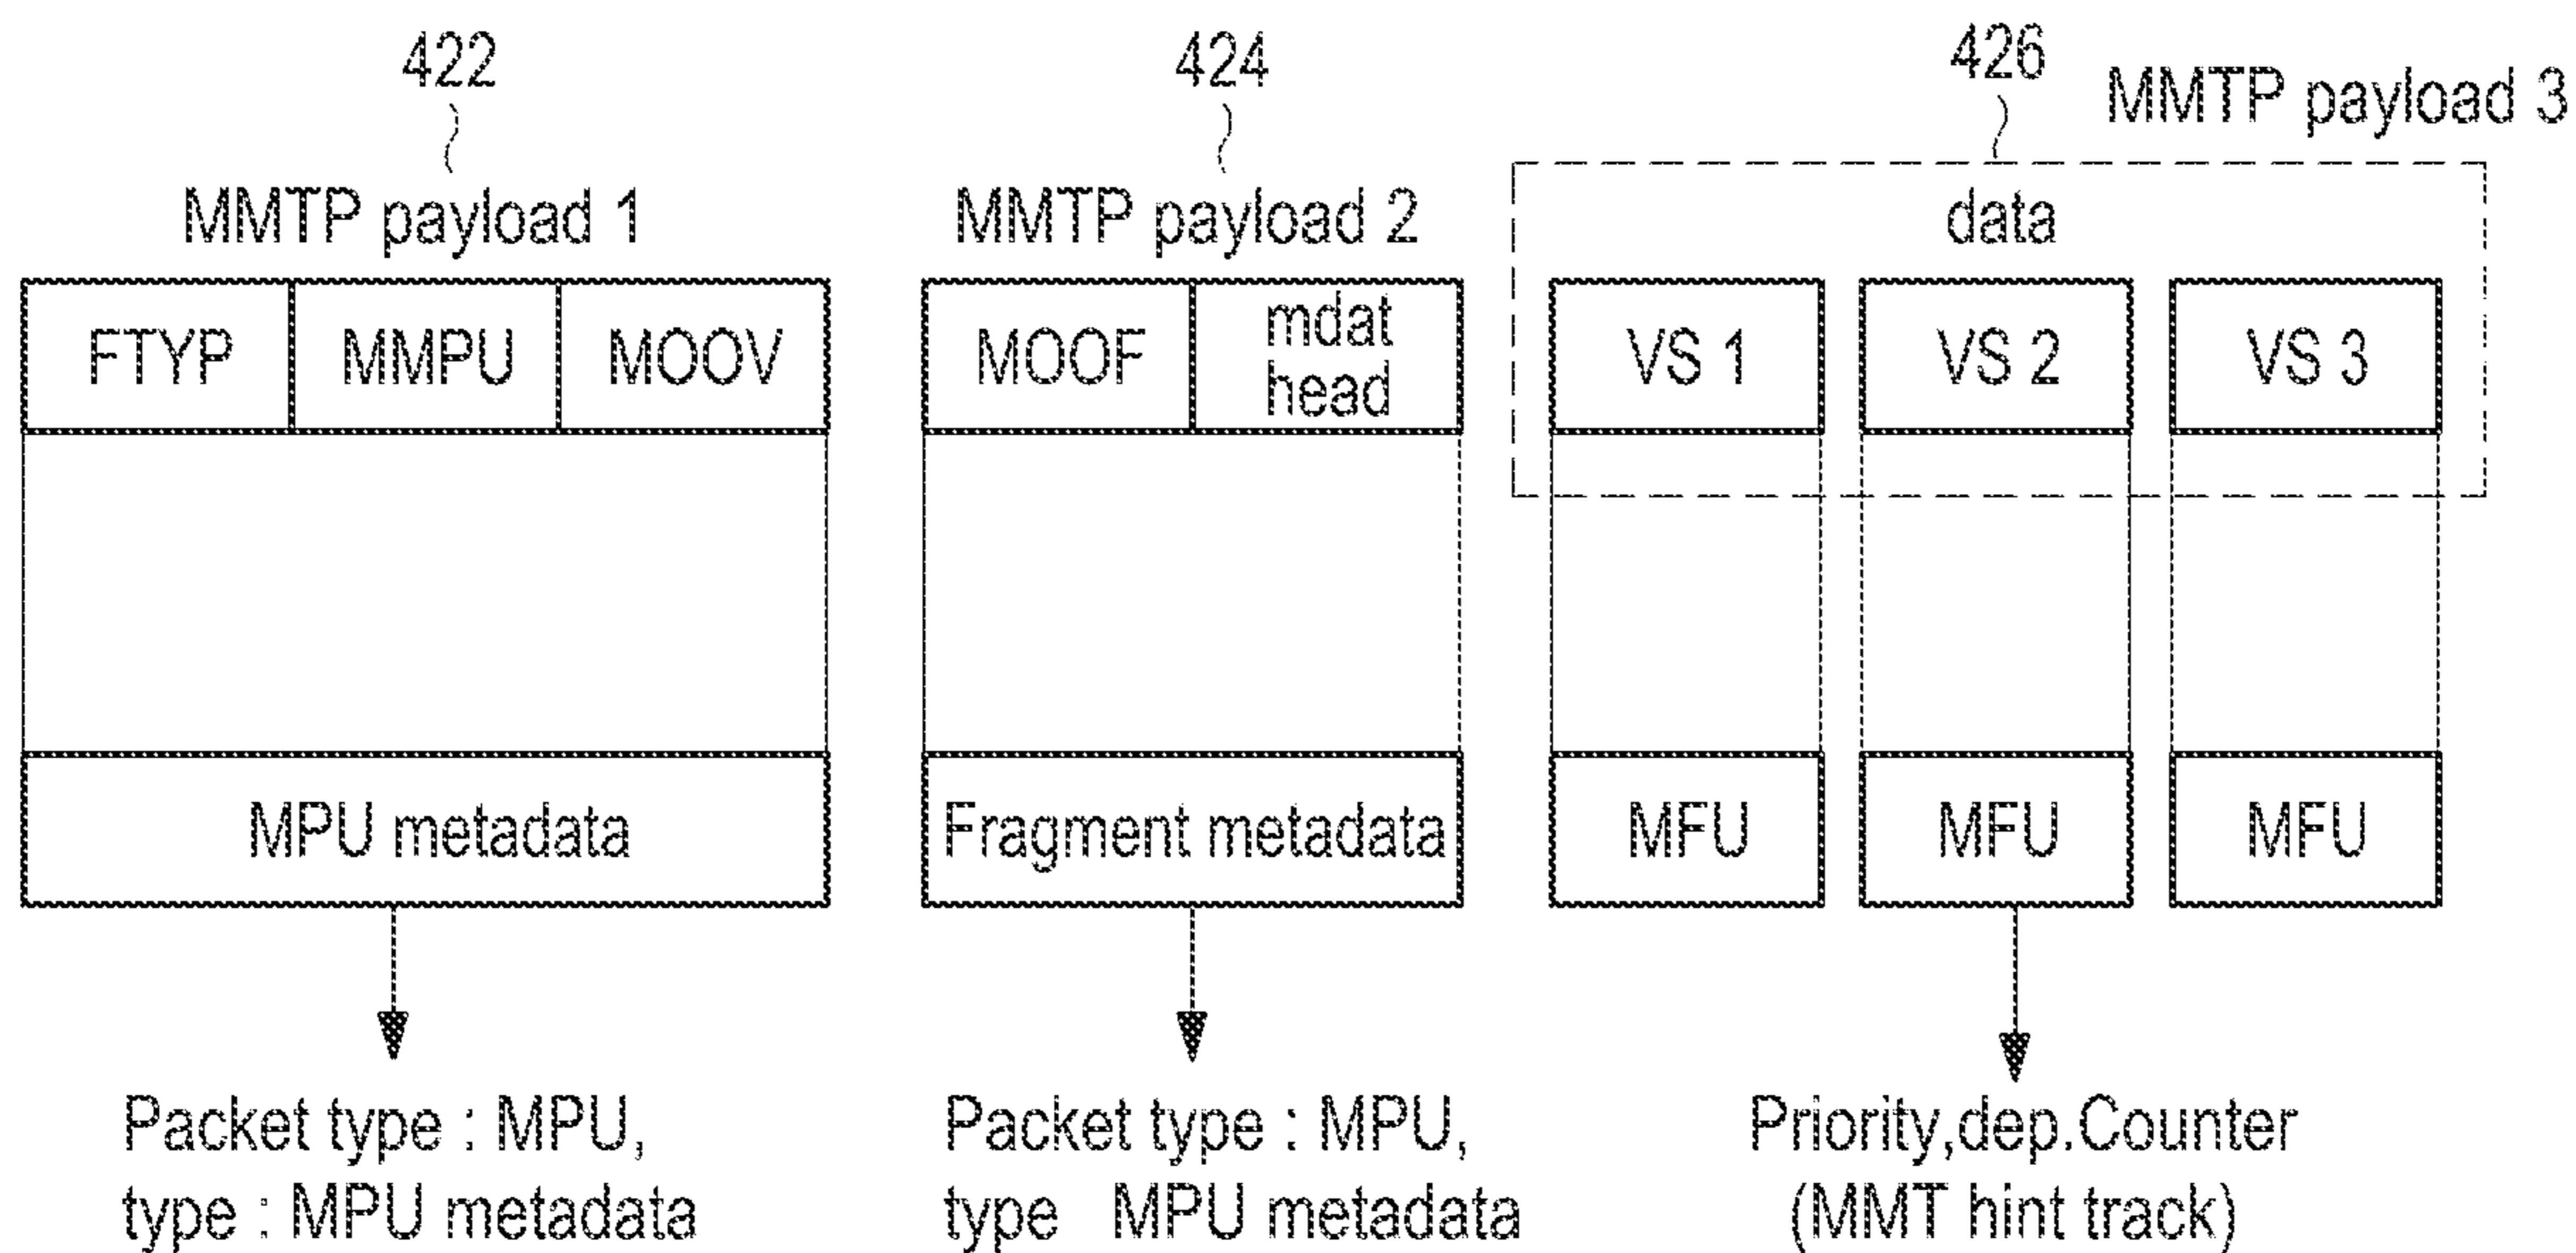 422
MMTP payload 1
FTYP MMPU MOOV
MPU metadata
Packet type : MPU,
type : MPU metadata
424
MMTP payload 2
MOOF mdat
head
Fragment metadata
Packet type : MPU,
type MPU metadata
426
MMTP payload 3
data
VS 1 VS 2 VS 3
MFU MFU MFU
Priority,dep.Counter
(MMT hint track)